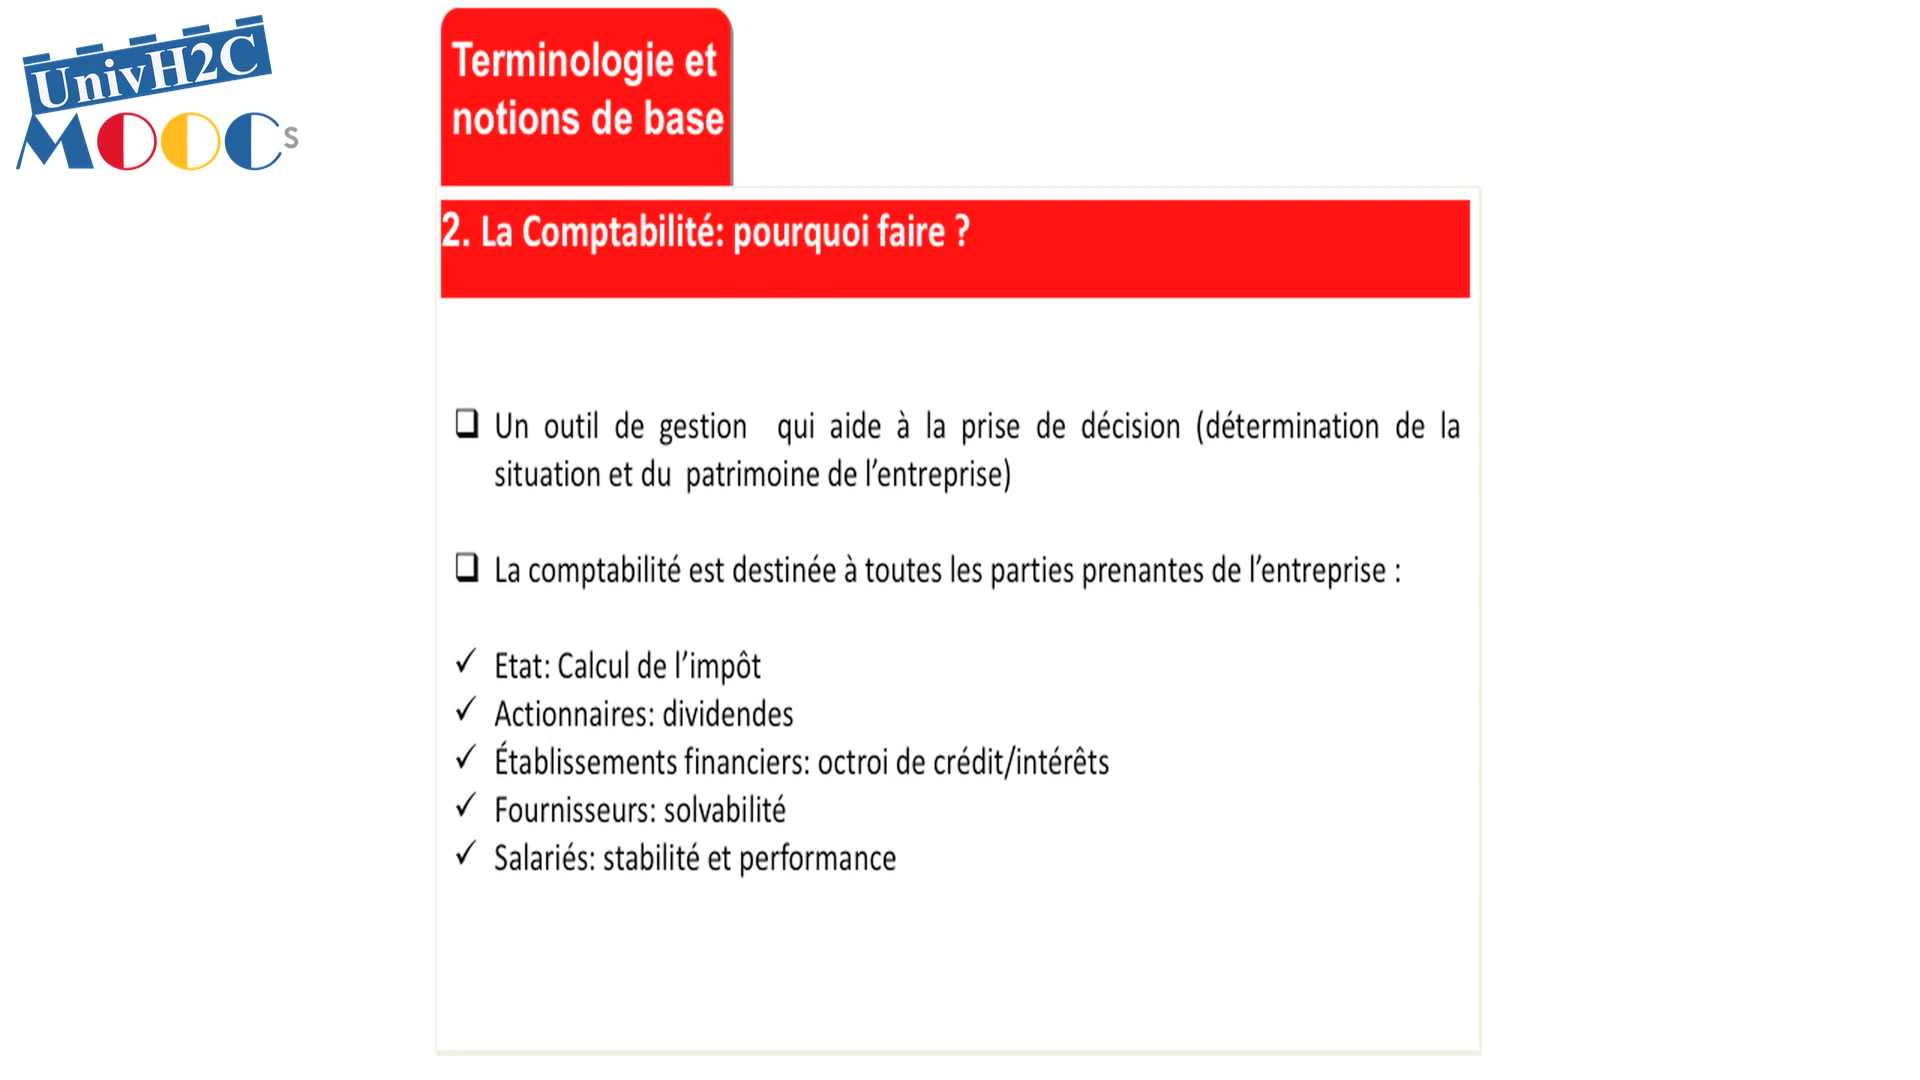 UnivH2C
MOOCs
Terminologie et
notions de base
2. La Comptabilité: pourquoi faire ?
❑ Un outil de gestion qui aide à la prise de décision (détermination de la
situation et du patrimoine de l’entreprise)
❑ La comptabilité est destinée à toutes les parties prenantes de l’entreprise :
✓ Etat: Calcul de l’impôt
✓ Actionnaires: dividendes
✓ Établissements financiers: octroi de crédit/intérêts
✓ Fournisseurs: solvabilité
✓ Salariés: stabilité et performance